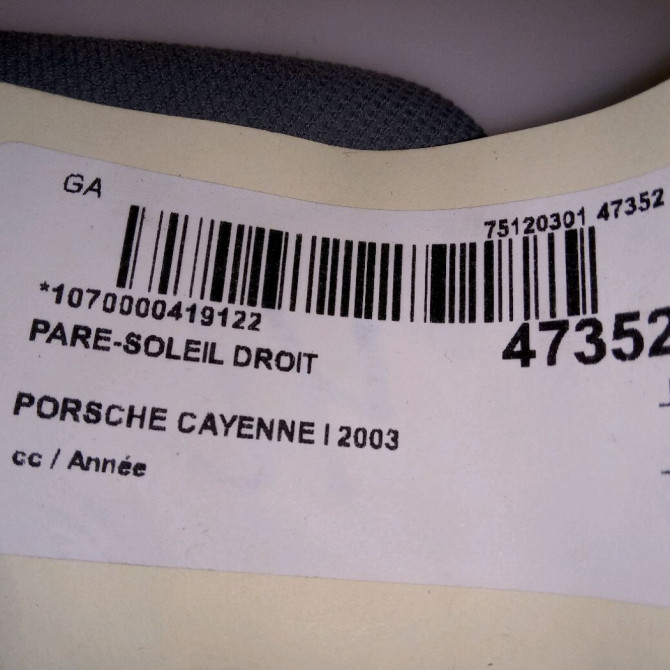 GA
75120301 47352
*1070000419122
47352
PARE-SOLEIL DROIT
PORSCHE CAYENNE I 2003
cc / Année